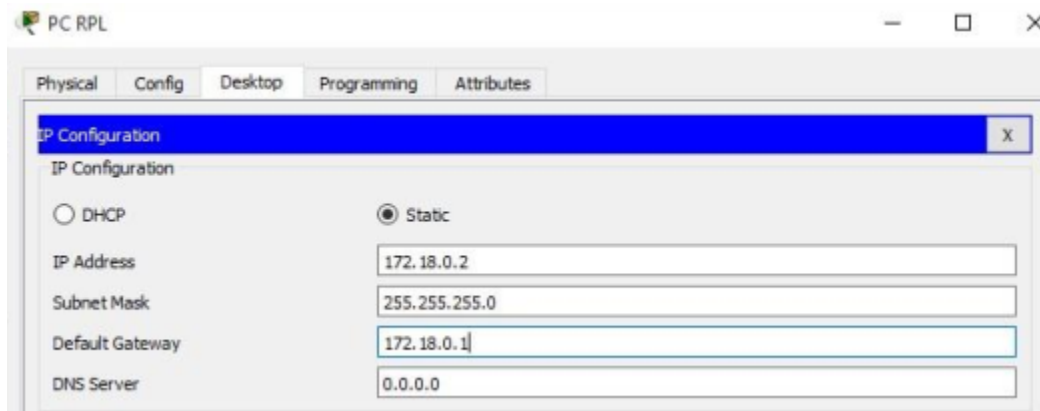 PC RPL
Physical Config Desktop Programming Attributes
IP Configuration X
IP Configuration
DHCP Static
IP Address 172.18.0.2
Subnet Mask 255.255.255.0
Default Gateway 172.18.0.1
DNS Server 0.0.0.0